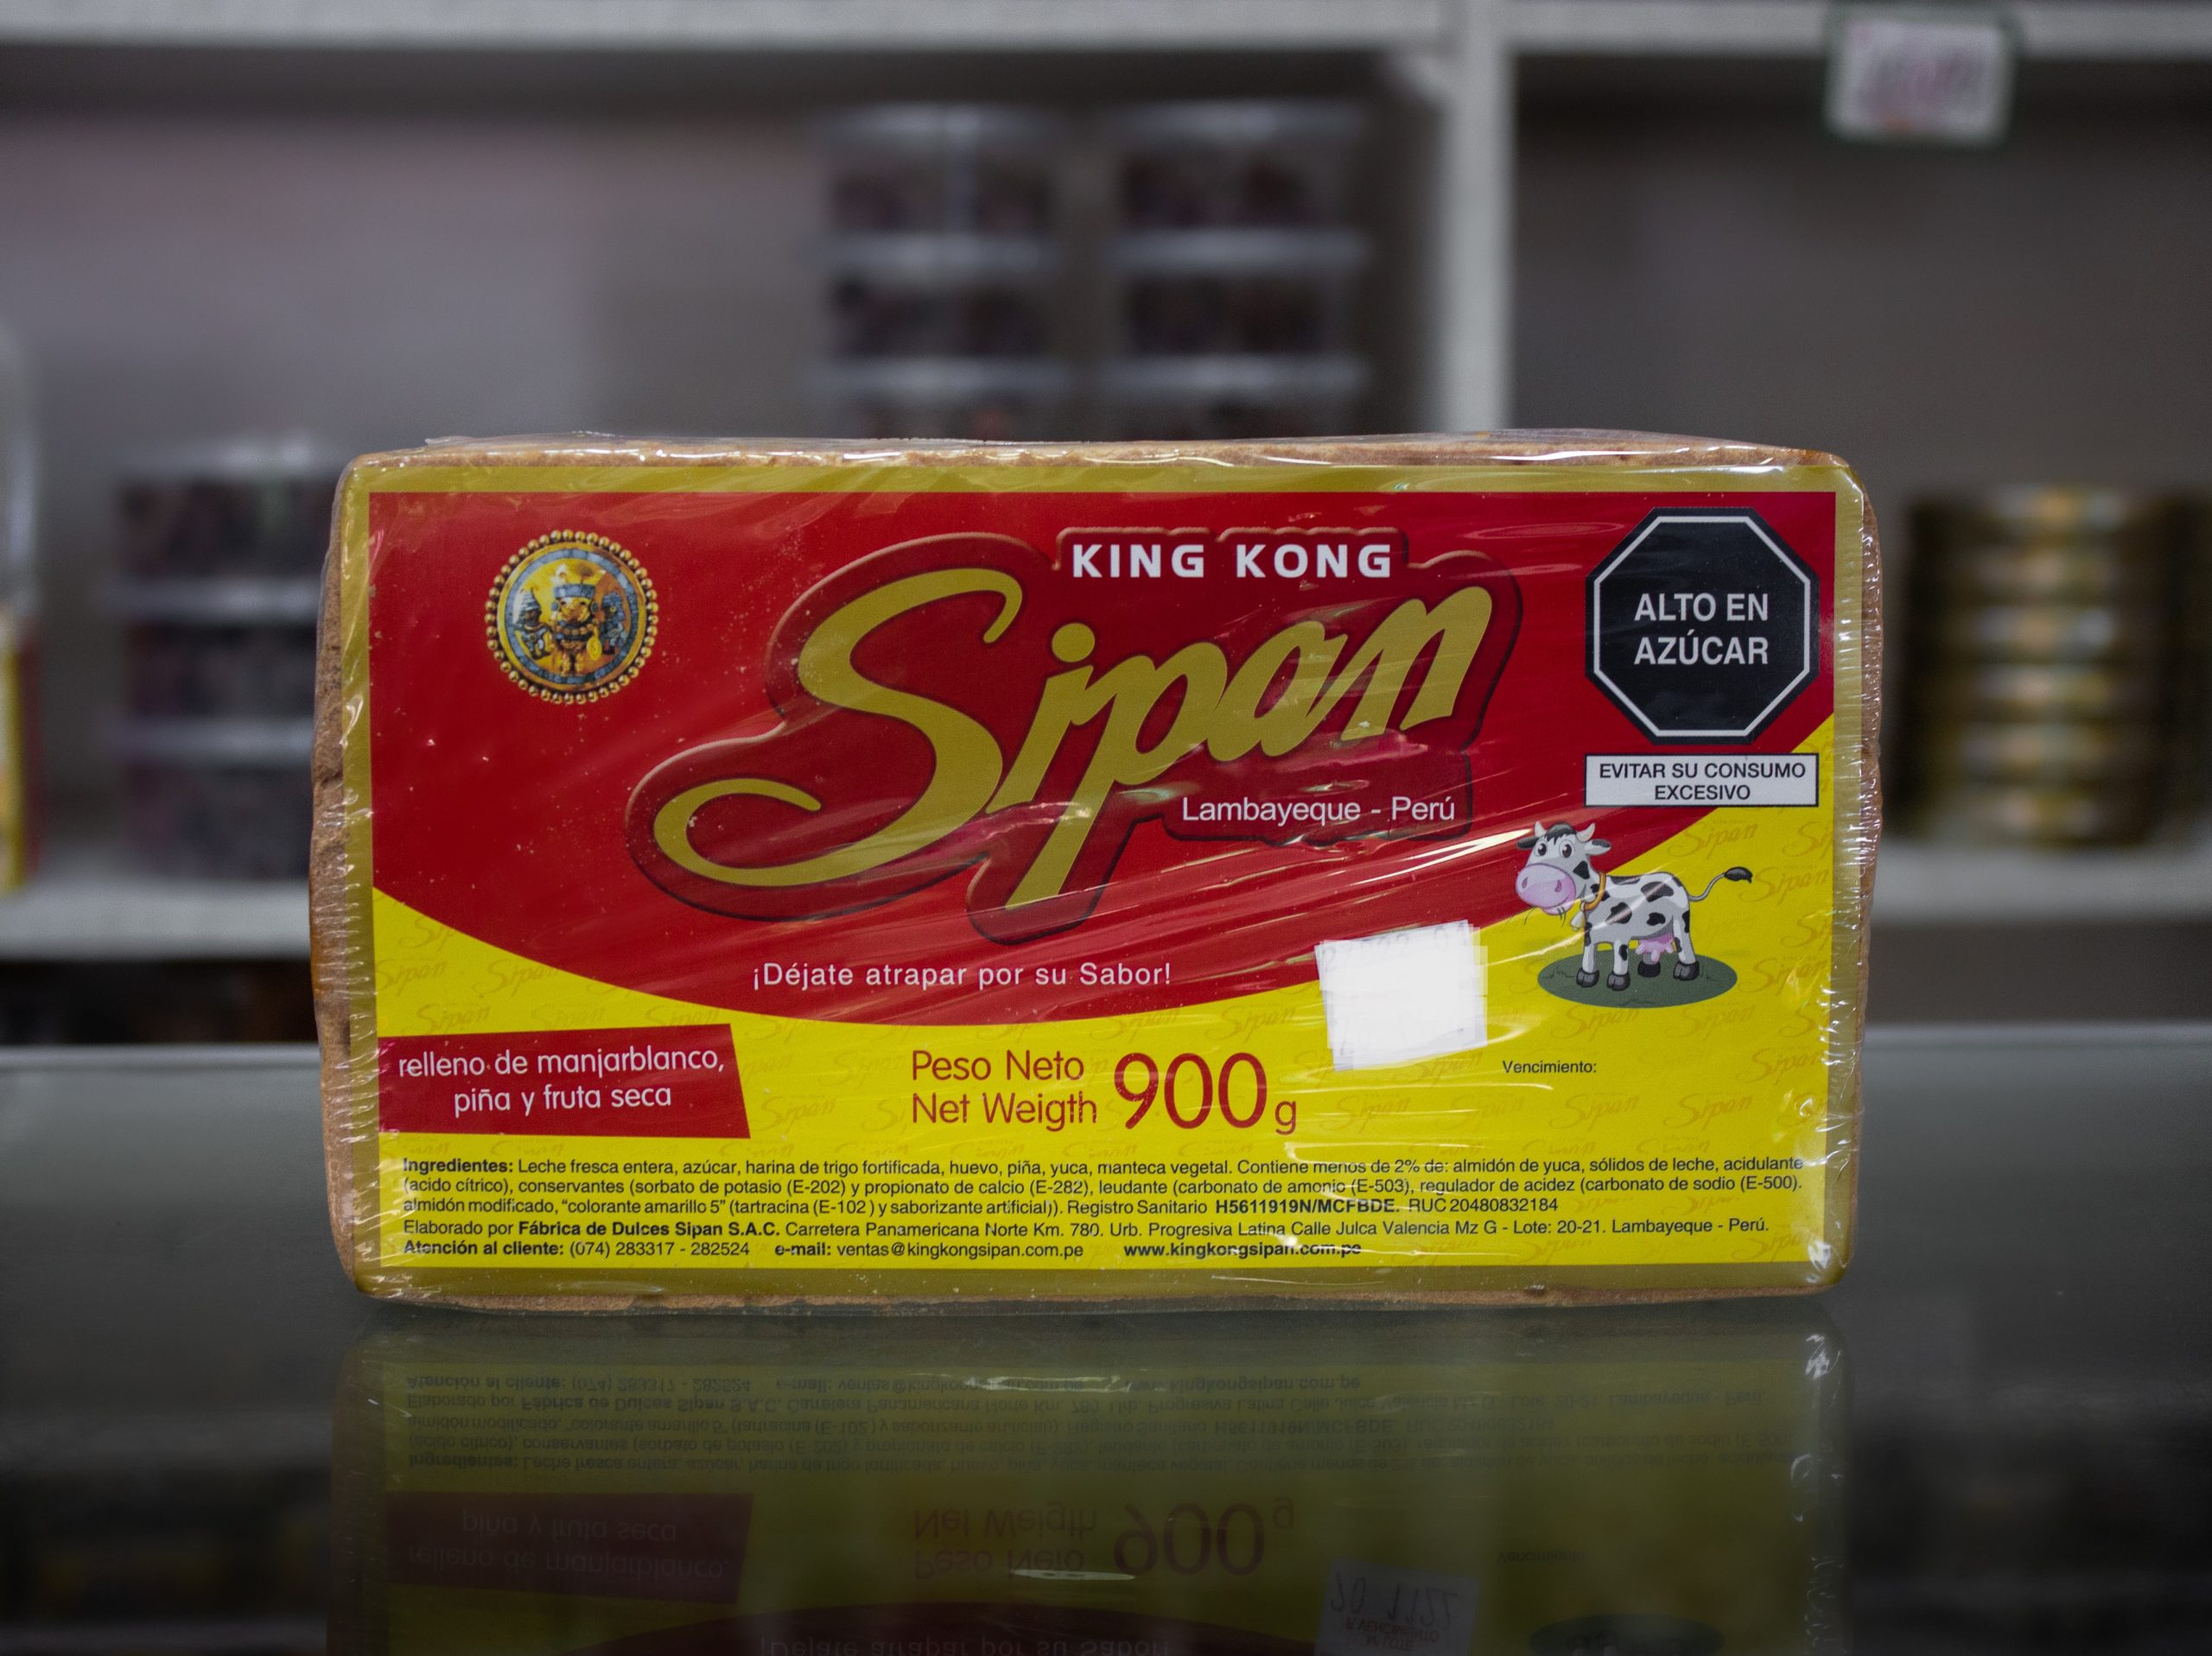 KING KONG
Sipan
Lambayeque - Perú
ALTO EN
AZÚCAR
EVITAR SU CONSUMO
EXCESIVO
¡Déjate atrapar por su Sabor!
relleno de manjarblanco,
piña y fruta seca
Peso Neto
Net Weigth
900g
Vencimiento:
Ingredientes: Leche fresca entera, azúcar, harina de trigo fortificada, huevo, piña, yuca, manteca vegetal. Contiene menos de 2% de: almidón de yuca, sólidos de leche, acidulante
(acido cítrico), conservantes (sorbato de potasio (E-202) y propionato de calcio (E-282), leudante (carbonato de amonio (E-503), regulador de acidez (carbonato de sodio (E-500).
almidón modificado, "colorante amarillo 5" (tartracina (E-102 ) y saborizante artificial)). Registro Sanitario H5611919N/MCFBDE. RUC 20480832184
Elaborado por Fábrica de Dulces Sipan S.A.C. Carretera Panamericana Norte Km. 780. Urb. Progresiva Latina Calle Julca Valencia Mz G - Lote: 20-21. Lambayeque - Perú.
Atención al cliente: (074) 283317 - 282524 e-mail: ventas@kingkongsipan.com.pe www.kingkongsipan.com.pe